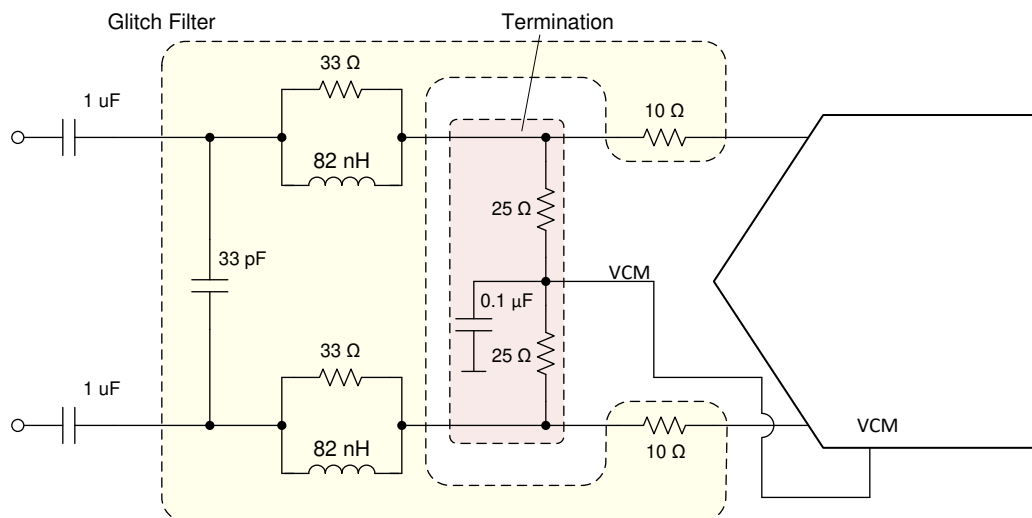 Glitch Filter
Termination
33 Ω
1 uF
10 Ω
82 nH
25 Ω
33 pF
VCM
0.1 µF
33 Ω
25 Ω
1 uF
VCM
82 nH
10 Ω